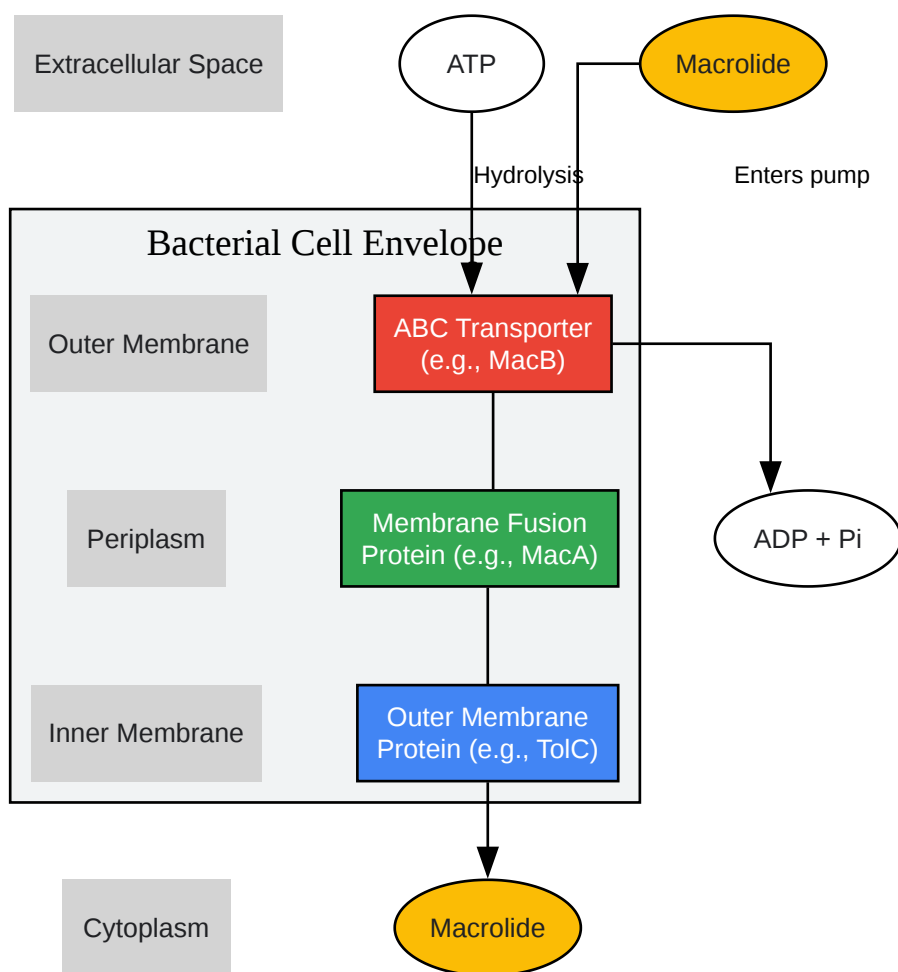 Extracellular Space
ATP
Macrolide
Hydrolysis
Enters pump
Bacterial Cell Envelope
Outer Membrane
ABC Transporter
(e.g., MacB)
Periplasm
Membrane Fusion
Protein (e.g., MacA)
ADP + Pi
Inner Membrane
Outer Membrane
Protein (e.g., TolC)
Cytoplasm
Macrolide